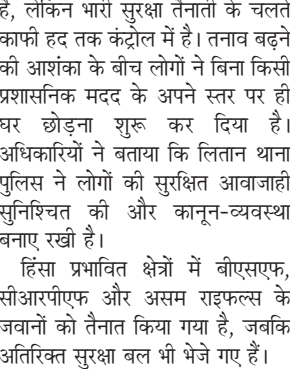 है, लेकिन भारी सुरक्षा तैनाती के चलते
काफी हद तक कंट्रोल में है। तनाव बढ़ने
की आशंका के बीच लोगों ने बिना किसी
प्रशासनिक मदद के अपने स्तर पर ही
घर छोड़ना शुरू कर दिया है।
अधिकारियों ने बताया कि लितान थाना
पुलिस ने लोगों की सुरक्षित आवाजाही
सुनिश्चित की और कानून-व्यवस्था
बनाए रखी है।
हिंसा प्रभावित क्षेत्रों में बीएसएफ,
सीआरपीएफ और असम राइफल्स के
जवानों को तैनात किया गया है, जबकि
अतिरिक्त सुरक्षा बल भी भेजे गए हैं।